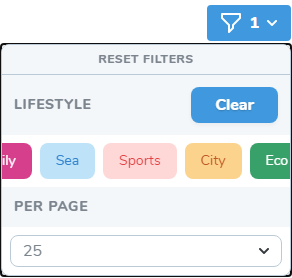 1
RESET FILTERS
LIFESTYLE Clear
ily Sea Sports City Eco
PER PAGE
25